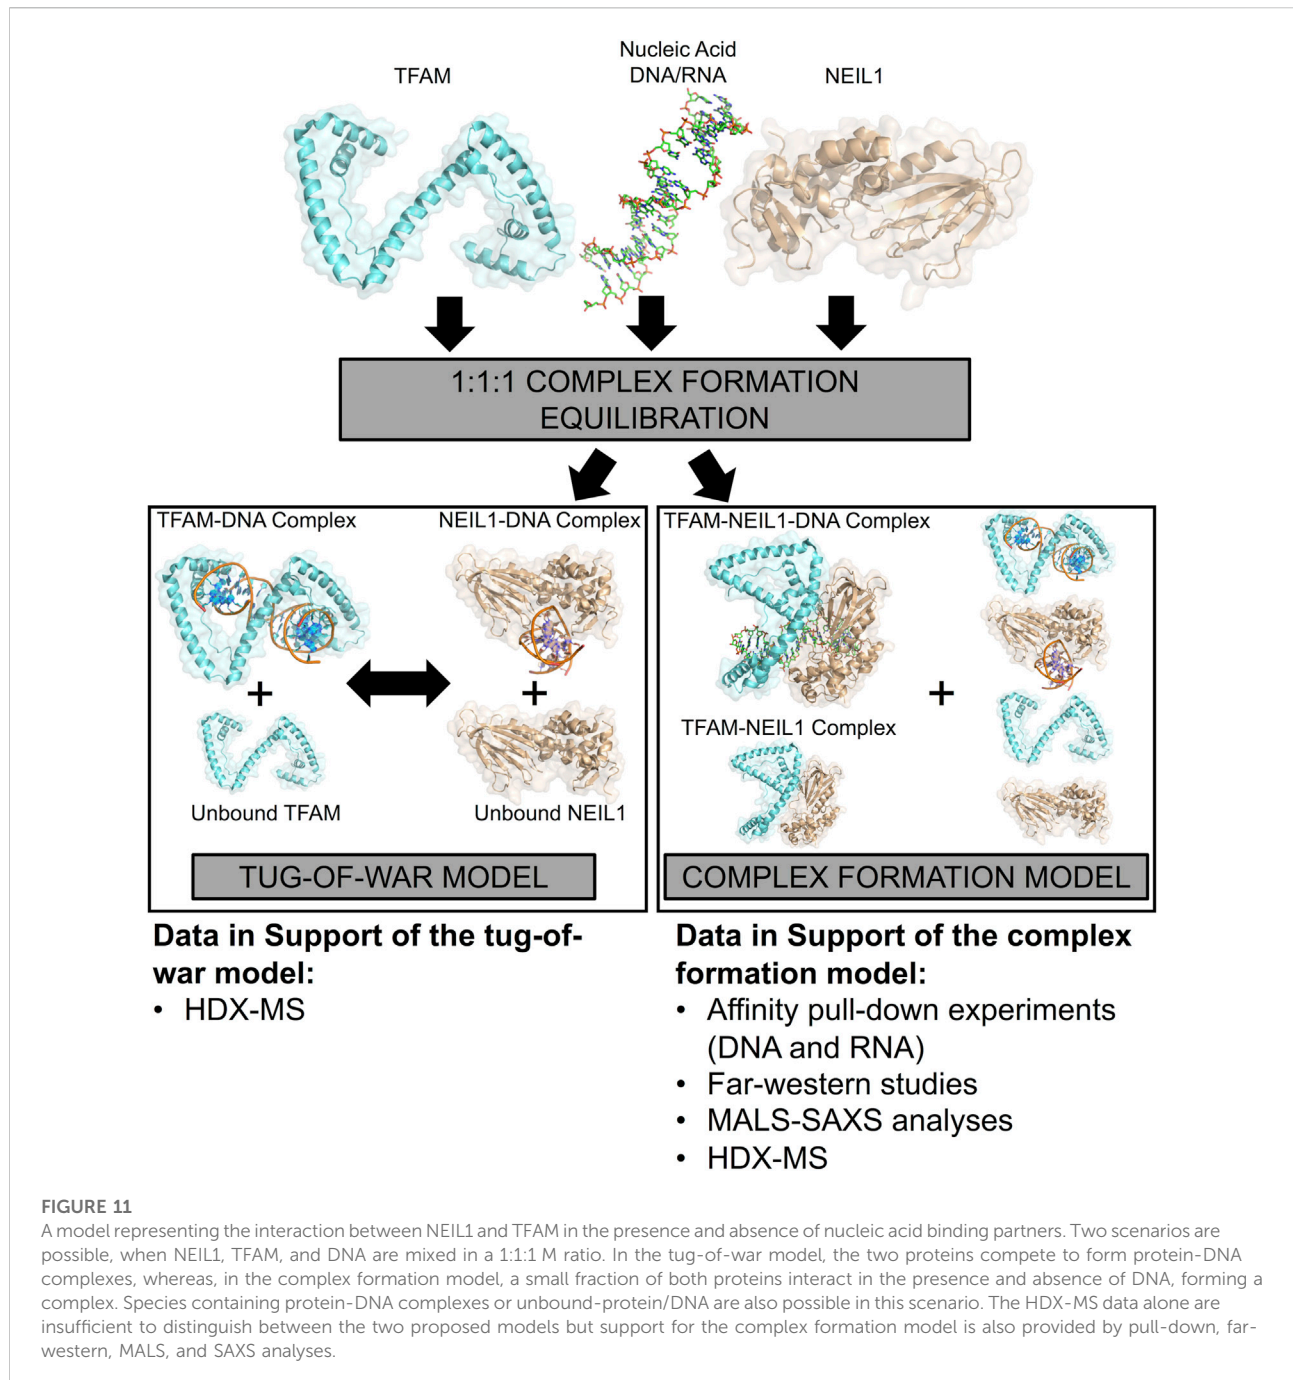 TFAM
Nucleic Acid
DNA/RNA
NEIL1
1:1:1 COMPLEX FORMATION
EQUILIBRATION
TFAM-DNA Complex
NEIL1-DNA Complex
+
+
Unbound TFAM
Unbound NEIL1
TUG-OF-WAR MODEL
TFAM-NEIL1-DNA Complex
+
TFAM-NEIL1 Complex
COMPLEX FORMATION MODEL
Data in Support of the tug-of-
war model:
• HDX-MS
Data in Support of the complex
formation model:
• Affinity pull-down experiments
(DNA and RNA)
• Far-western studies
• MALS-SAXS analyses
• HDX-MS
FIGURE 11
A model representing the interaction between NEIL1 and TFAM in the presence and absence of nucleic acid binding partners. Two scenarios are
possible, when NEIL1, TFAM, and DNA are mixed in a 1:1:1 M ratio. In the tug-of-war model, the two proteins compete to form protein-DNA
complexes, whereas, in the complex formation model, a small fraction of both proteins interact in the presence and absence of DNA, forming a
complex. Species containing protein-DNA complexes or unbound-protein/DNA are also possible in this scenario. The HDX-MS data alone are
insufficient to distinguish between the two proposed models but support for the complex formation model is also provided by pull-down, far-
western, MALS, and SAXS analyses.